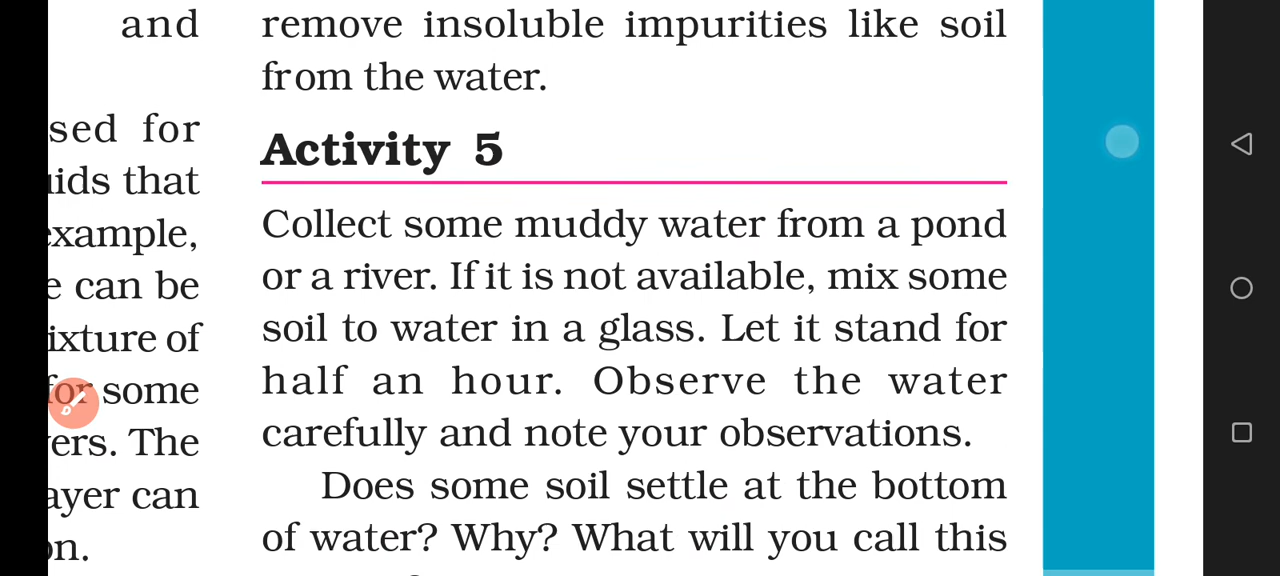 and
sed for
ids that
example,
e can be
ixture of
for some
ers. The
ayer can
n.
remove insoluble impurities like soil
from the water.
Activity 5
Collect some muddy water from a pond
or a river. If it is not available, mix some
soil to water in a glass. Let it stand for
half an hour. Observe the water
carefully and note your observations.
Does some soil settle at the bottom
of water? Why? What will you call this